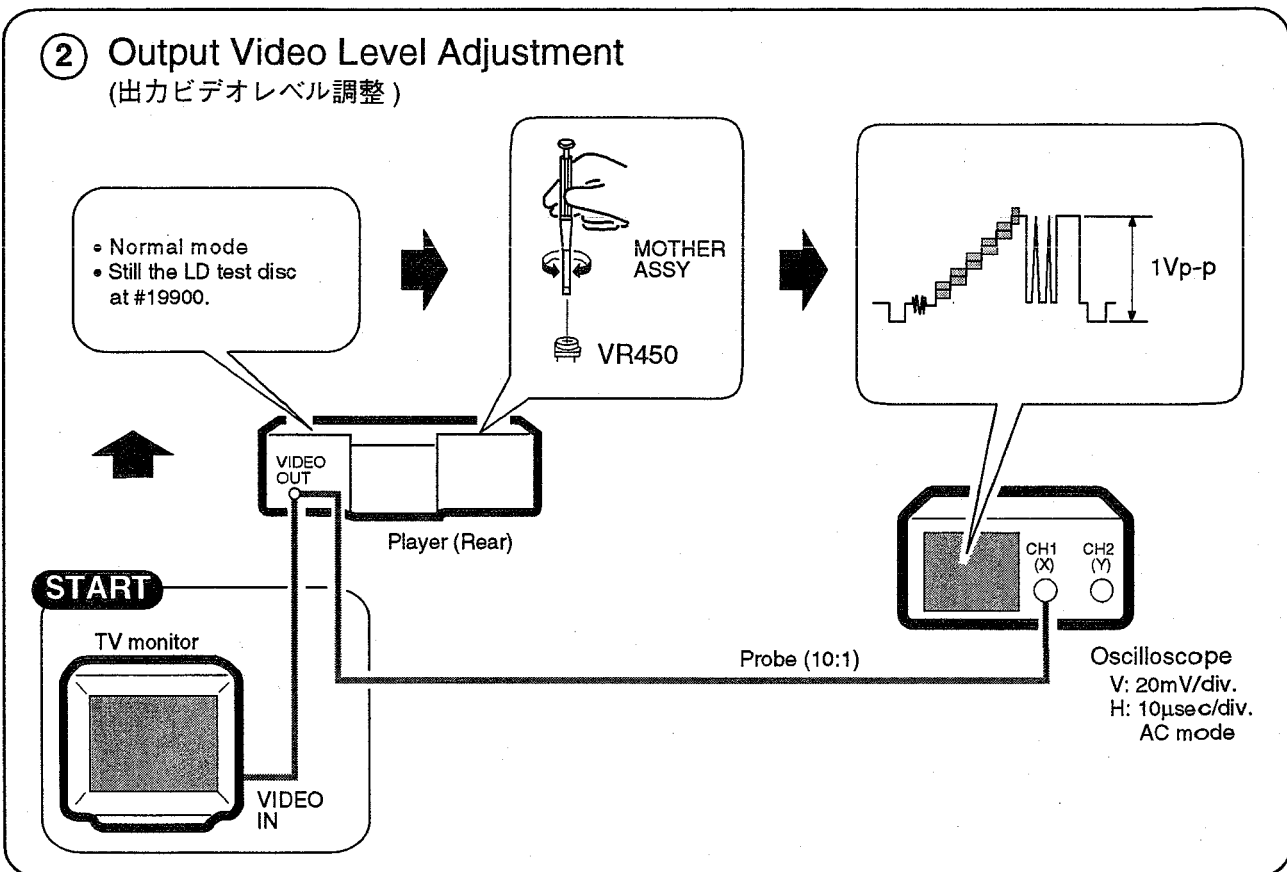 2 Output Video Level Adjustment
(出力ビデオレベル調整)
• Normal mode
• Still the LD test disc
at #19900.
MOTHER
ASSY
VR450
1Vp-p
VIDEO
OUT
Player (Rear)
CH1
(X)
CH2
(Y)
START
TV monitor
VIDEO
IN
Probe (10:1)
Oscilloscope
V: 20mV/div.
H: 10µsec/div.
AC mode